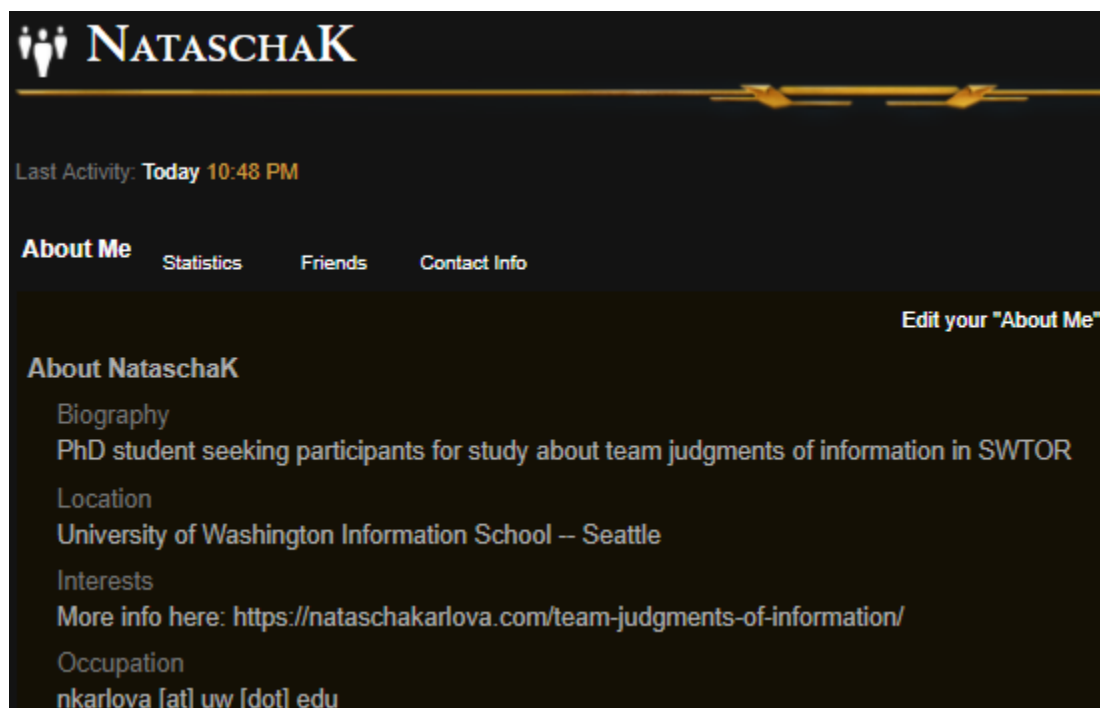 NATASCHAK
Last Activity: Today 10:48 PM
About Me Statistics Friends Contact Info
Edit your "About Me"
About NataschaK
Biography
PhD student seeking participants for study about team judgments of information in SWTOR
Location
University of Washington Information School -- Seattle
Interests
More info here: https://nataschakarlova.com/team-judgments-of-information/
Occupation
nkarlova [at] uw [dot] edu